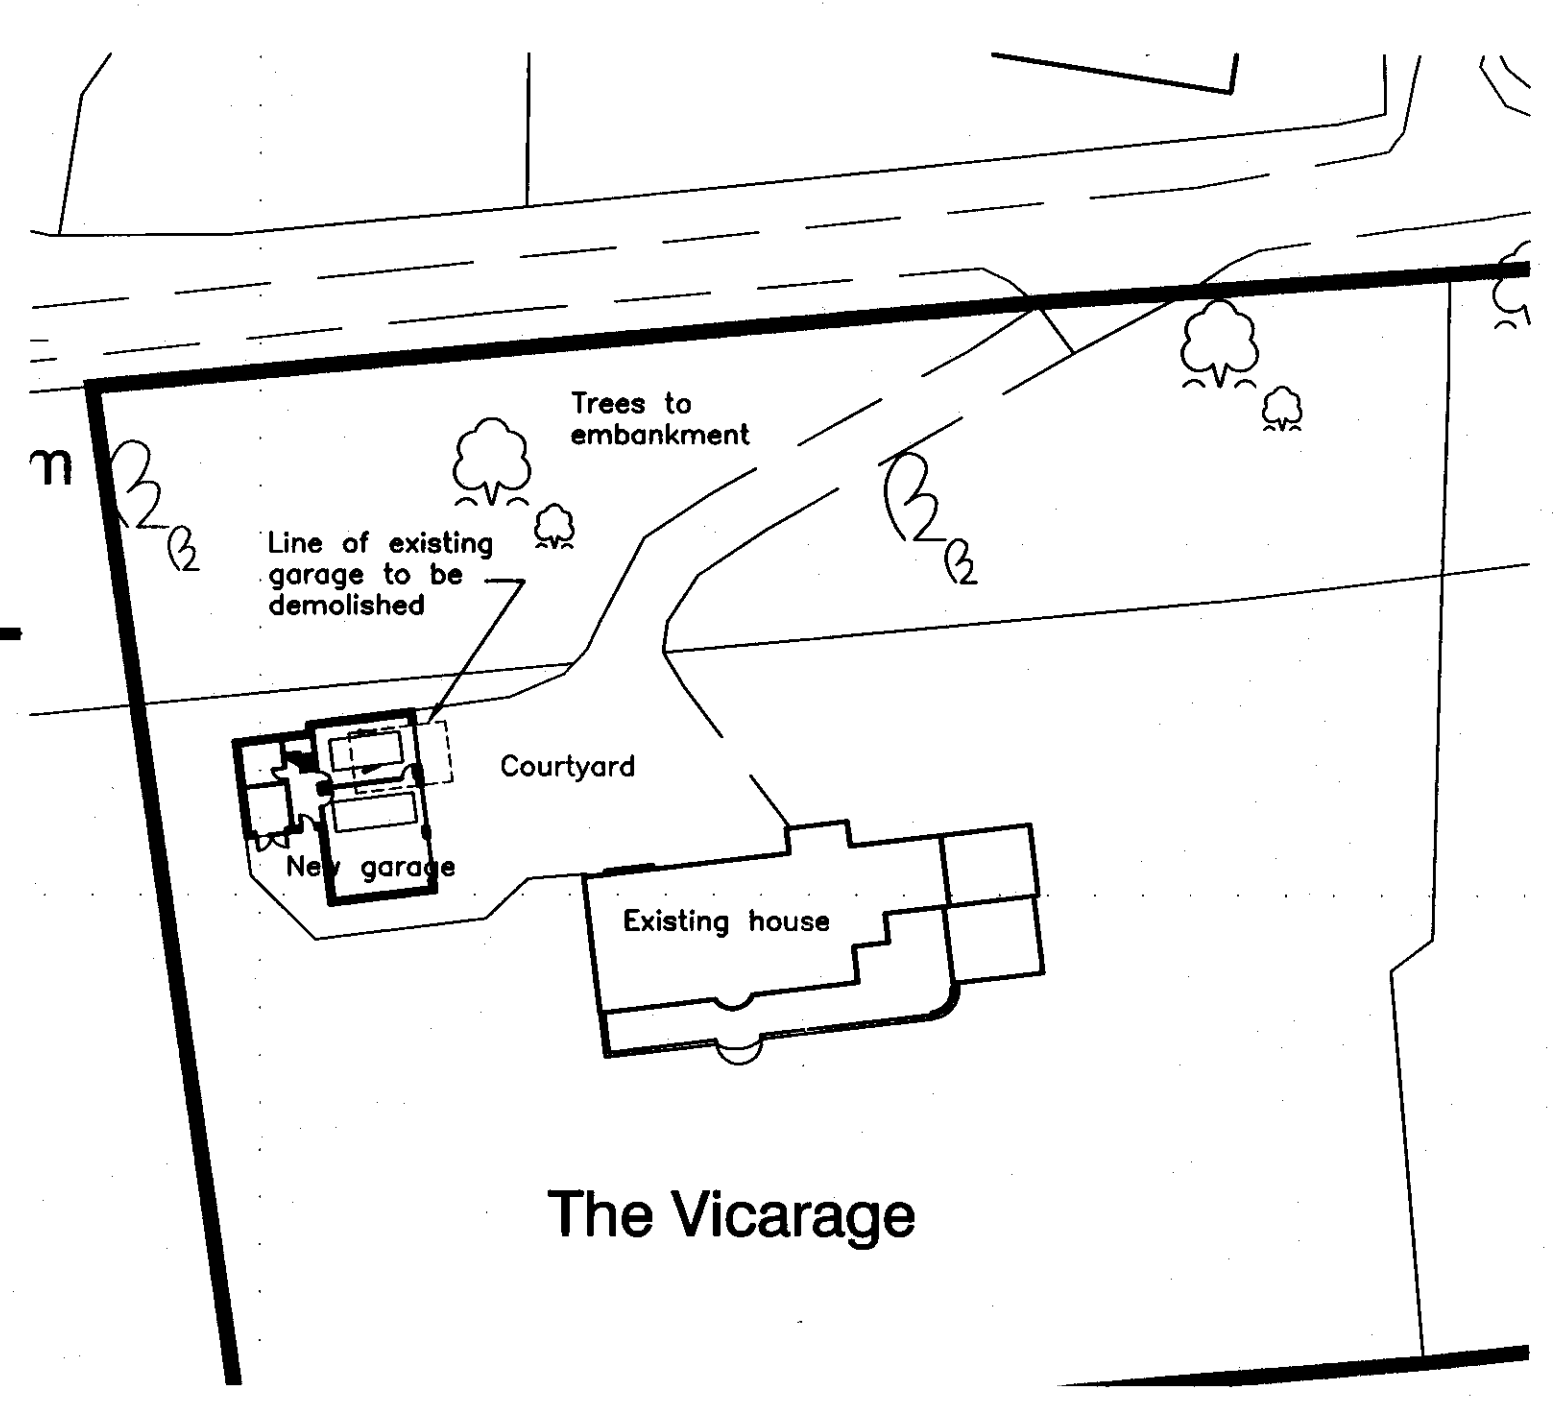 Trees to
embankment
m
Line of existing
garage to be
demolished
Courtyard
New garage
Existing house
The Vicarage